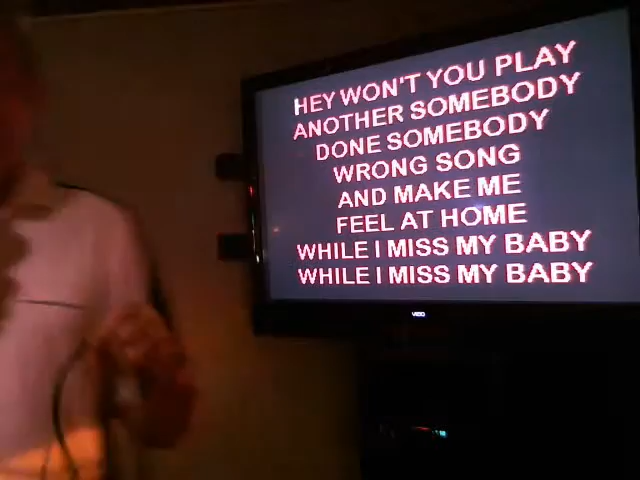 HEY WON'T YOU PLAY
ANOTHER SOMEBODY
DONE SOMEBODY
WRONG SONG
AND MAKE ME
FEEL AT HOME
WHILE I MISS MY BABY
WHILE I MISS MY BABY
VIZIO